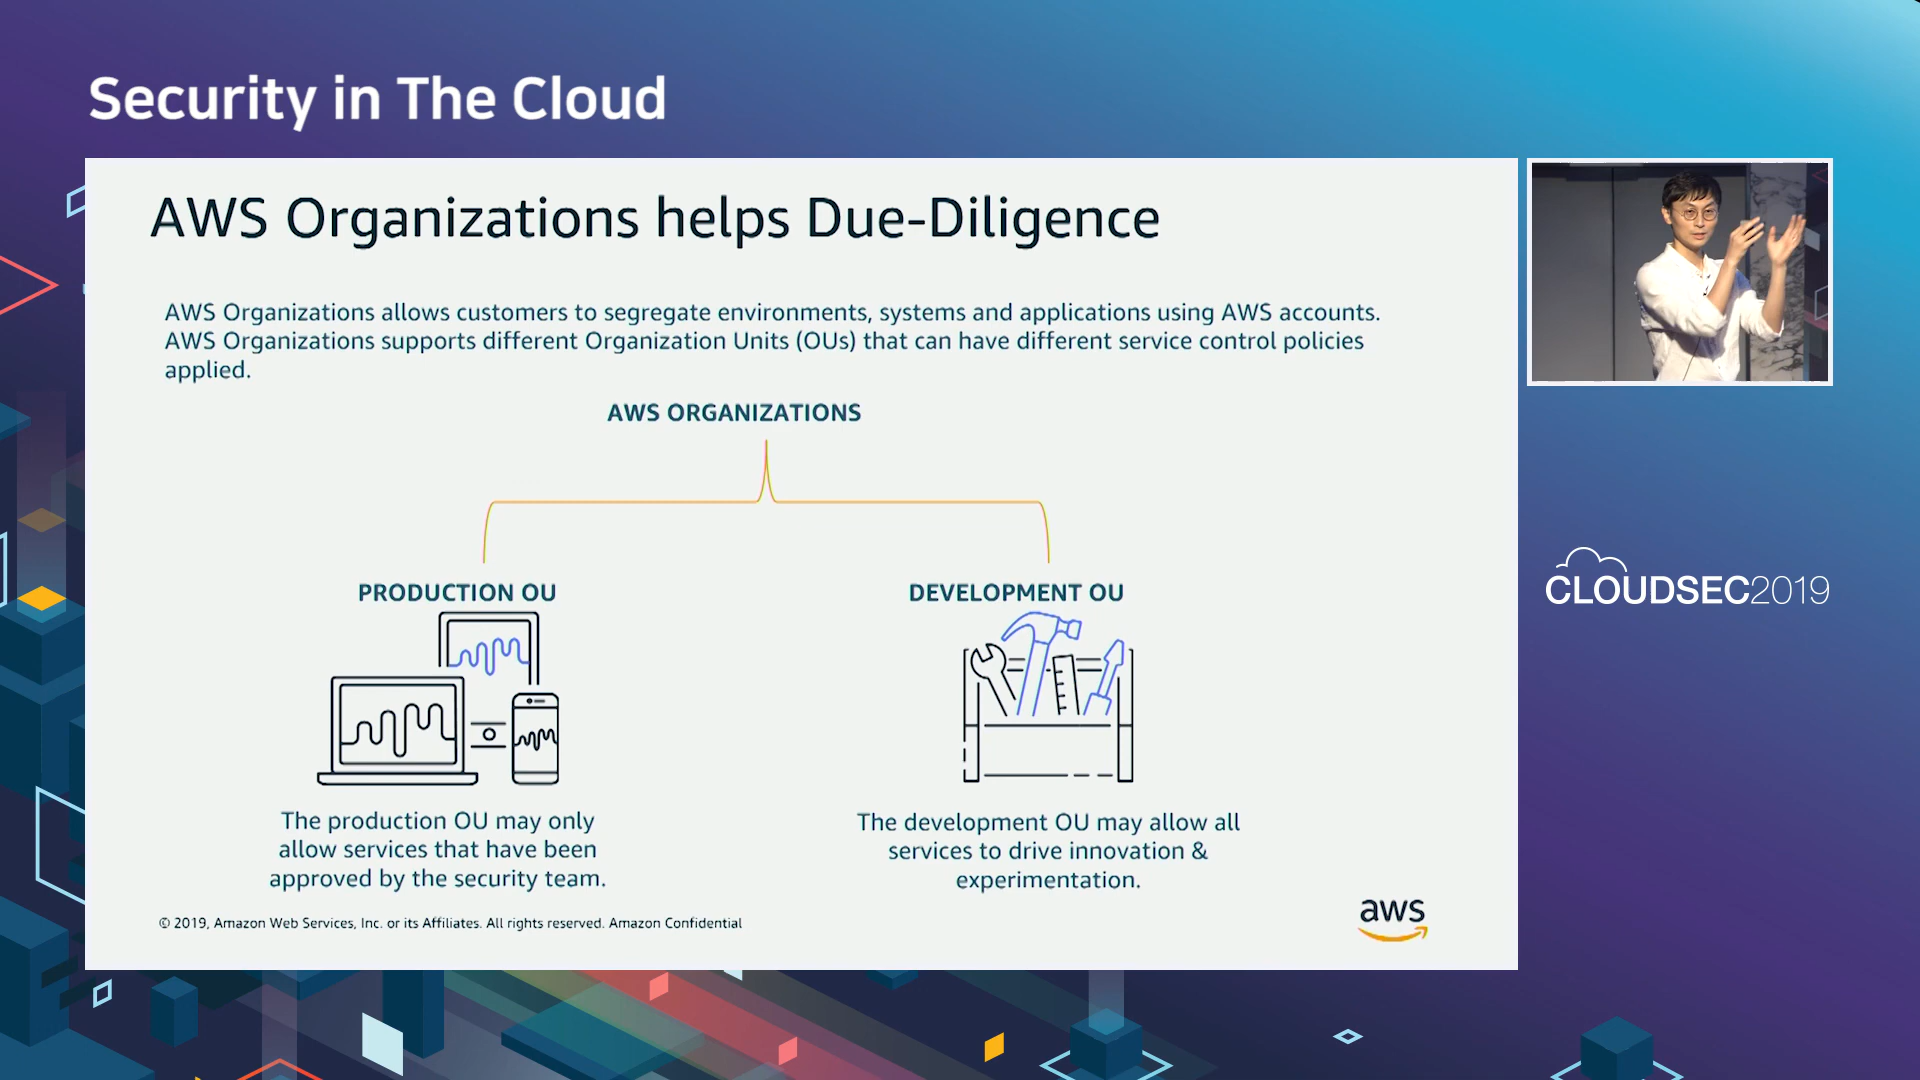 Security in The Cloud
AWS Organizations helps Due-Diligence
AWS Organizations allows customers to segregate environments, systems and applications using AWS accounts.
AWS Organizations supports different Organization Units (OUs) that can have different service control policies
applied.
AWS ORGANIZATIONS
PRODUCTION OU
DEVELOPMENT OU
The production OU may only
allow services that have been
approved by the security team.
The development OU may allow all
services to drive innovation &
experimentation.
© 2019, Amazon Web Services, Inc. or its Affiliates. All rights reserved. Amazon Confidential
aws
CLOUDSEC2019